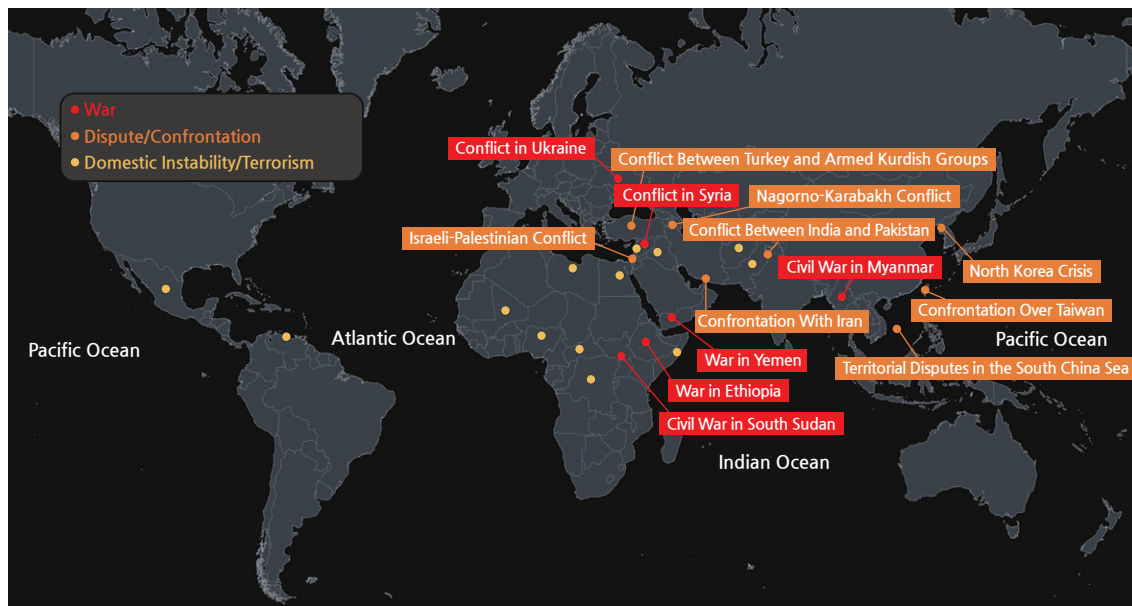 War
Dispute/Confrontation
Domestic Instability/Terrorism
Conflict in Ukraine
Conflict Between Turkey and Armed Kurdish Groups
Conflict in Syria
Nagorno-Karabakh Conflict
Israeli-Palestinian Conflict
Conflict Between India and Pakistan
Civil War in Myanmar
North Korea Crisis
Confrontation With Iran
Confrontation Over Taiwan
Atlantic Ocean
Pacific Ocean
Pacific Ocean
War in Yemen
Territorial Disputes in the South China Sea
War in Ethiopia
Civil War in South Sudan
Indian Ocean